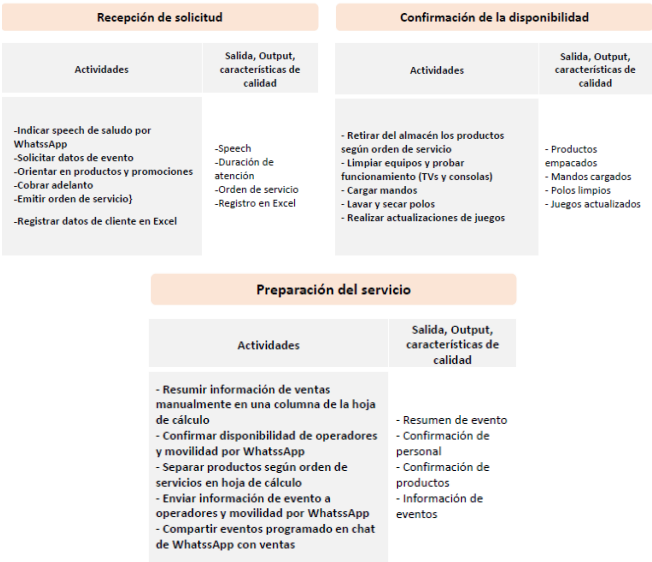 Recepción de solicitud
Actividades
Salida, Output,
características de
calidad
-Indicar speech de saludo por
WhatssApp
-Solicitar datos de evento
-Orientar en productos y promociones
-Cobrar adelanto
-Emitir orden de servicio}
-Registrar datos de cliente en Excel
-Speech
-Duración de
atención
-Orden de servicio
-Registro en Excel
Confirmación de la disponibilidad
Actividades
Salida, Output,
características de
calidad
- Retirar del almacén los productos
según orden de servicio
- Limpiar equipos y probar
funcionamiento (TVs y consolas)
- Cargar mandos
- Lavar y secar polos
- Realizar actualizaciones de juegos
- Productos
empacados
- Mandos cargados
- Polos limpios
- Juegos actualizados
Preparación del servicio
Actividades
Salida, Output,
características de
calidad
- Resumir información de ventas
manualmente en una columna de la hoja
de cálculo
- Confirmar disponibilidad de operadores
y movilidad por WhatssApp
- Separar productos según orden de
servicios en hoja de cálculo
- Enviar información de evento a
operadores y movilidad por WhatssApp
- Compartir eventos programado en chat
de WhatssApp con ventas
- Resumen de evento
- Confirmación de
personal
- Confirmación de
productos
- Información de
eventos